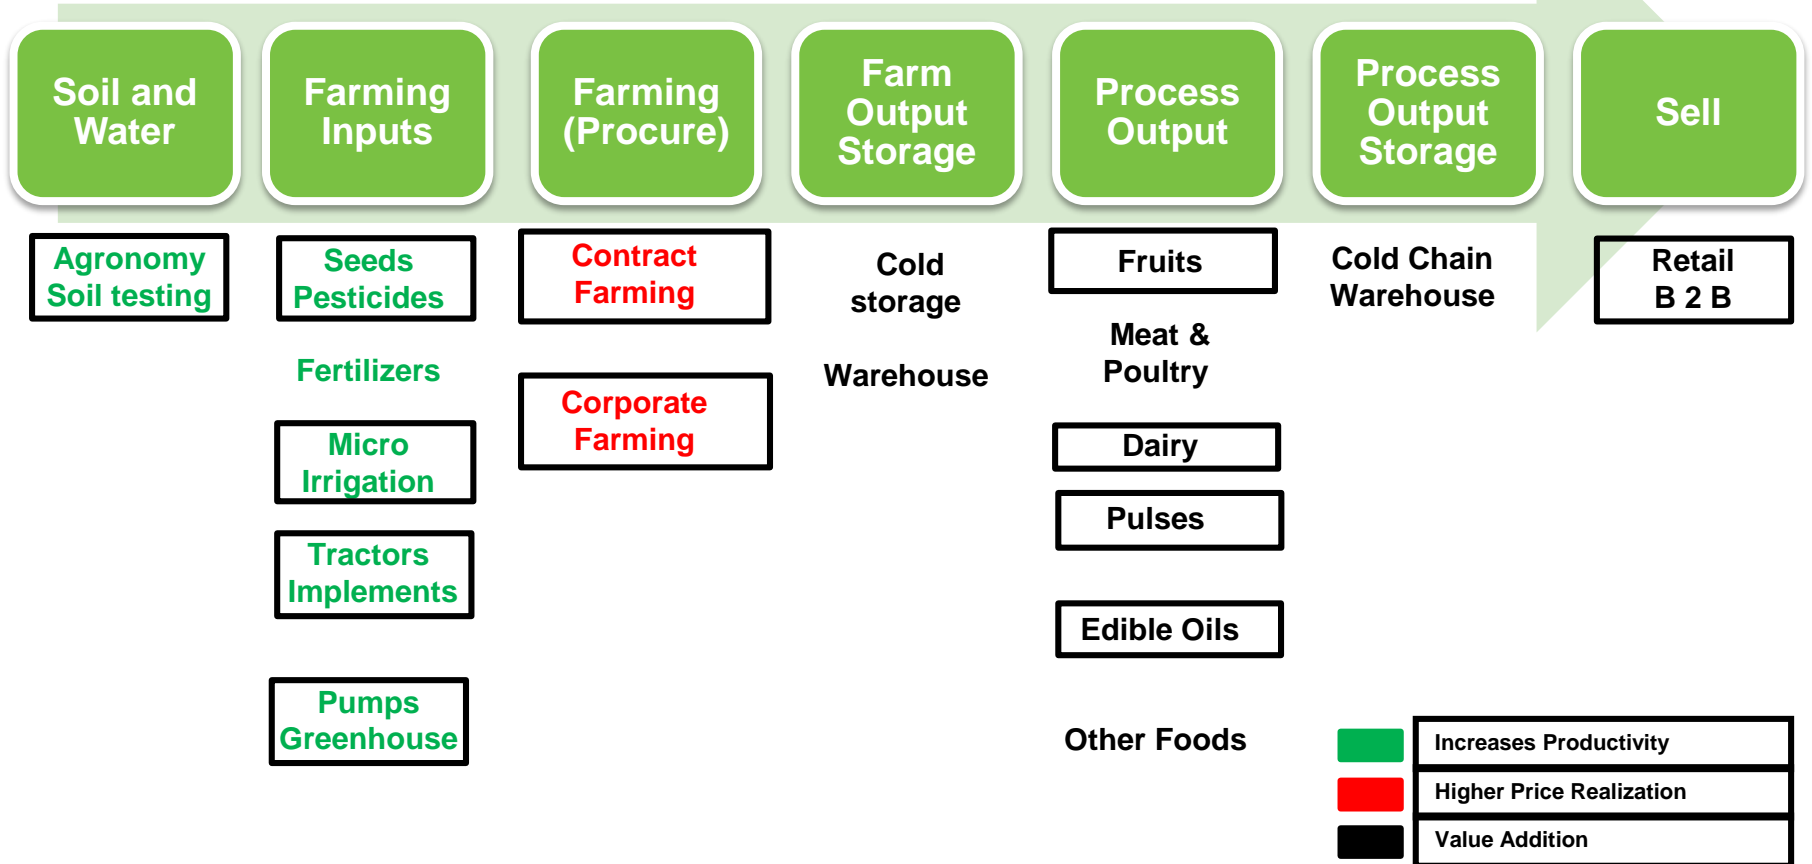 Soil and
Water
Farming
Inputs
Farming
(Procure)
Farm
Output
Storage
Process
Output
Process
Output
Storage
Sell
Agronomy
Soil testing
Seeds
Pesticides
Fertilizers
Micro
Irrigation
Tractors
Implements
Pumps
Greenhouse
Contract
Farming
Corporate
Farming
Cold
storage
Warehouse
Fruits
Meat &
Poultry
Dairy
Pulses
Edible Oils
Other Foods
Cold Chain
Warehouse
Retail
B 2 B
Increases Productivity
Higher Price Realization
Value Addition